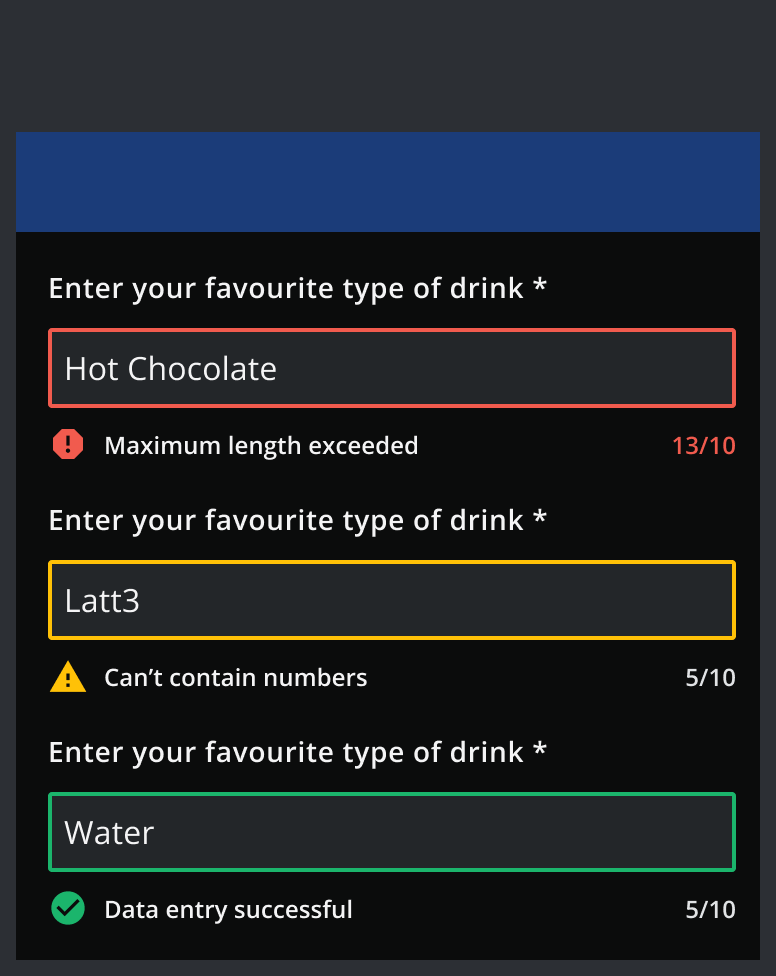 Enter your favourite type of drink *
Hot Chocolate
Maximum length exceeded 13/10
Enter your favourite type of drink *
Latt3
Can’t contain numbers 5/10
Enter your favourite type of drink *
Water
Data entry successful 5/10